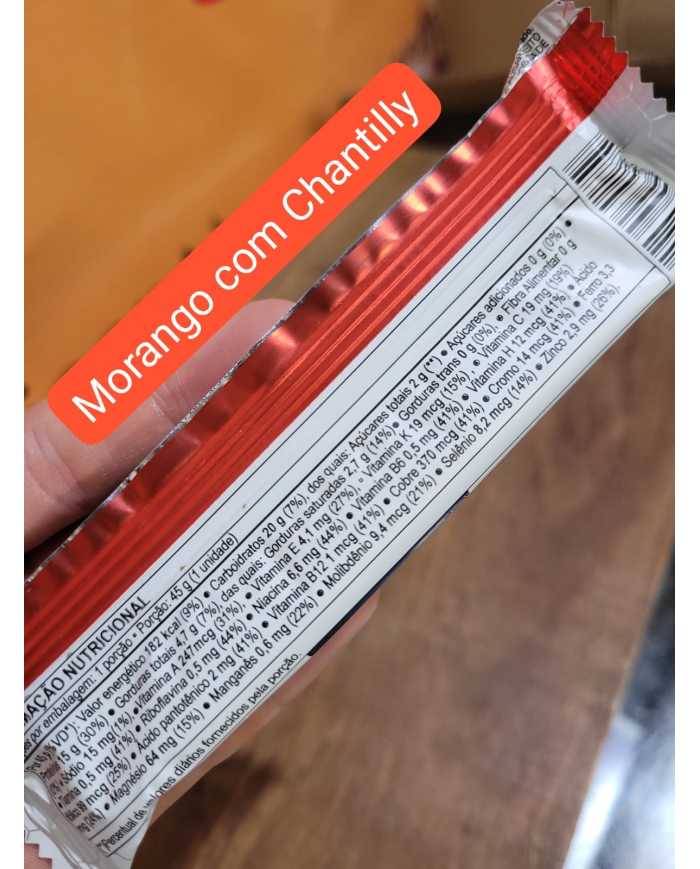 Morango com Chantilly
MAÇÃO NUTRICIONAL
por embalagem: 1 porção • Porção: 45 g (1 unidade)
Valor energético 182 kcal (9%) • Carboidratos 20 g (7%), dos quais: Açúcares totais 2 g (**) • Açúcares adicionados 0 g (0%) •
15 g (30%) • Gorduras totais 4,7 g (7%), das quais: Gorduras saturadas 2,7 g (14%) • Gorduras trans 0 g (0%), • Fibra Alimentar 0 g
• Sódio 15 mg (1%), • Vitamina A 247 mcg (31%), • Vitamina E 4,1 mg (27%), • Vitamina K 19 mcg (15%), • Vitamina C 19 mg (19%)
0,5 mg (41%) • Riboflavina 0,5 mg (44%) • Niacina 6,6 mg (44%) • Vitamina B6 0,5 mg (41%) • Vitamina H 12 mcg (41%) • Ácido
mcg (25%) • Ácido pantotênico 2 mg (41%) • Vitamina B12 1 mcg (41%) • Cobre 370 mcg (41%) • Cromo 14 mcg (41%) • Ferro 3,3
• Magnésio 64 mg (15%) • Manganês 0,6 mg (22%) • Molibdênio 9,4 mcg (21%) • Selênio 8,2 mcg (14%) • Zinco 2,9 mg (26%).
*Percentual de valores diários fornecidos pela porção.